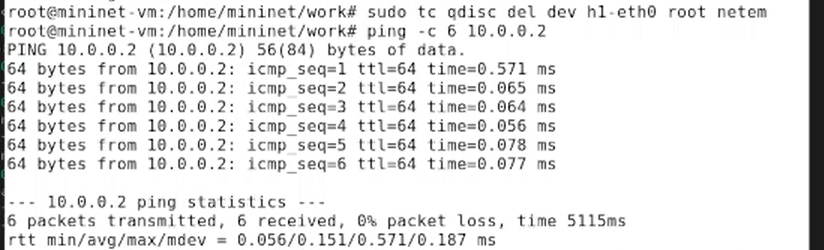 root@mininet-vm:/home/mininet/work# sudo tc qdisc del dev h1-eth0 root netem
root@mininet-vm:/home/mininet/work# ping -c 6 10.0.0.2
PING 10.0.0.2 (10.0.0.2) 56(84) bytes of data.
64 bytes from 10.0.0.2: icmp_seq=1 ttl=64 time=0.571 ms
64 bytes from 10.0.0.2: icmp_seq=2 ttl=64 time=0.065 ms
64 bytes from 10.0.0.2: icmp_seq=3 ttl=64 time=0.064 ms
64 bytes from 10.0.0.2: icmp_seq=4 ttl=64 time=0.056 ms
64 bytes from 10.0.0.2: icmp_seq=5 ttl=64 time=0.078 ms
64 bytes from 10.0.0.2: icmp_seq=6 ttl=64 time=0.077 ms
--- 10.0.0.2 ping statistics ---
6 packets transmitted, 6 received, 0% packet loss, time 5115ms
rtt min/avg/max/mdev = 0.056/0.151/0.571/0.187 ms